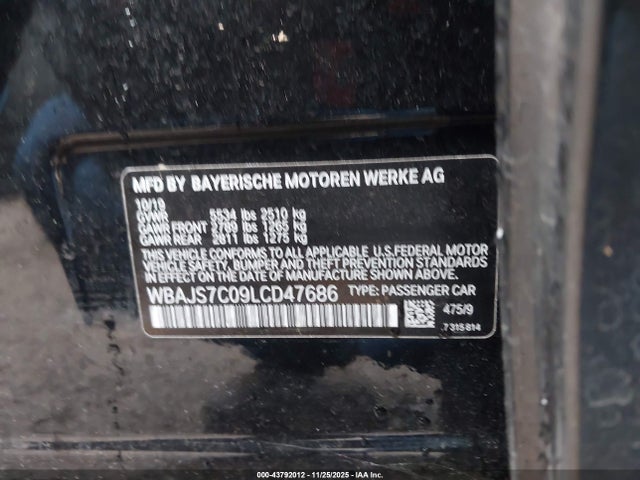 MFD BY BAYERISCHE MOTOREN WERKE AG
10/19
GVWR 5534 lbs 2510 kg
GAWR FRONT 2789 lbs 1265 kg
GAWR REAR 2811 lbs 1275 kg
THIS VEHICLE CONFORMS TO ALL APPLICABLE U.S.FEDERAL MOTOR
VEHICLE SAFETY, BUMPER AND THEFT PREVENTION STANDARDS
IN EFFECT ON THE DATE OF MANUFACTURE SHOWN ABOVE.
WBAJS7C09LCD47686 TYPE: PASSENGER CAR
475/9
7315814
000-43792012 - 11/25/2025 - IAAI, Inc.